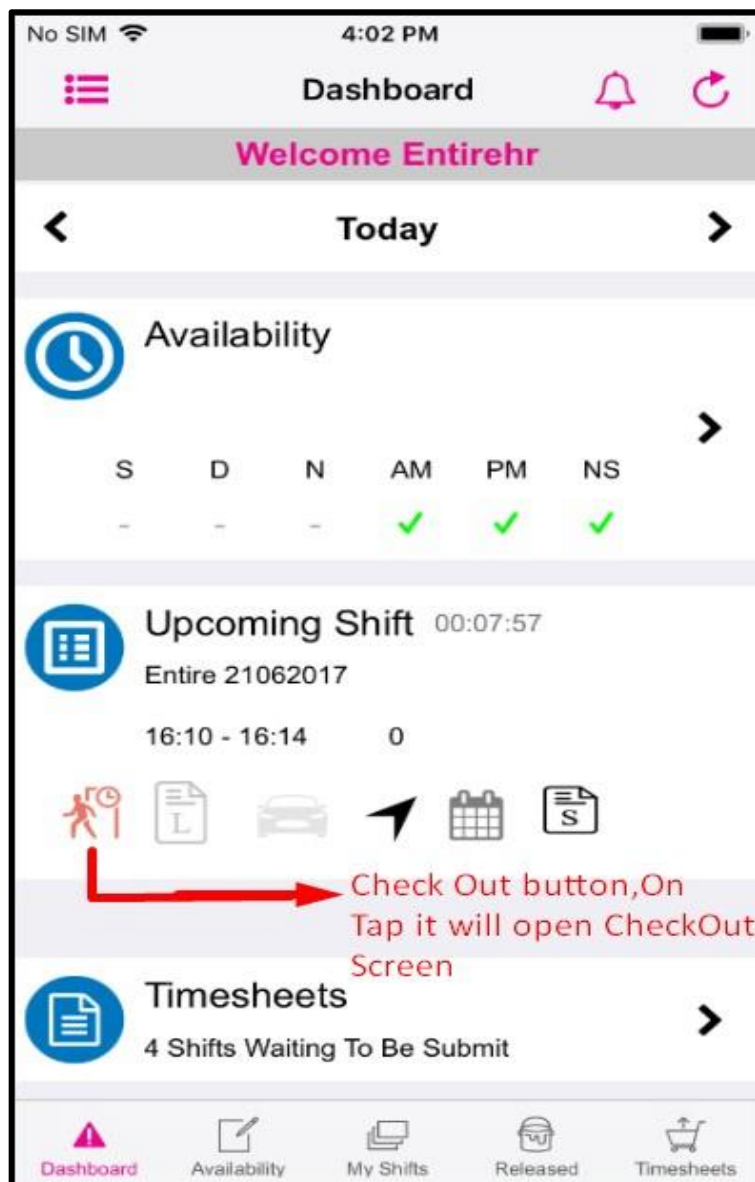 No SIM 4:02 PM
Dashboard
Welcome Entirehr
Today
Availability
S D N AM PM NS
- - -
Upcoming Shift 00:07:57
Entire 21062017
16:10 - 16:14 0
L S
Check Out button,On
Tap it will open CheckOut
Screen
Timesheets
4 Shifts Waiting To Be Submit
Dashboard Availability My Shifts Released Timesheets